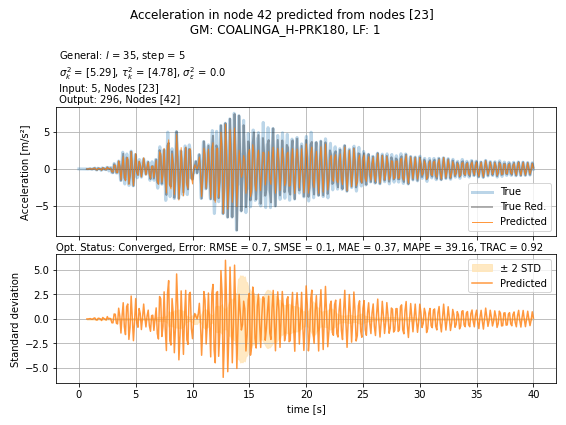 Acceleration in node 42 predicted from nodes [23]
GM: COALINGA_H-PRK180, LF: 1
General: l = 35, step = 5
σ²ₖ = [5.29], τ²ₖ = [4.78], σ²ε = 0.0
Input: 5, Nodes [23]
Output: 296, Nodes [42]
Acceleration [m/s²]
5
0
−5
True
True Red.
Predicted
Opt. Status: Converged, Error: RMSE = 0.7, SMSE = 0.1, MAE = 0.37, MAPE = 39.16, TRAC = 0.92
Standard deviation
5.0
2.5
0.0
−2.5
−5.0
± 2 STD
Predicted
0 5 10 15 20 25 30 35 40
time [s]